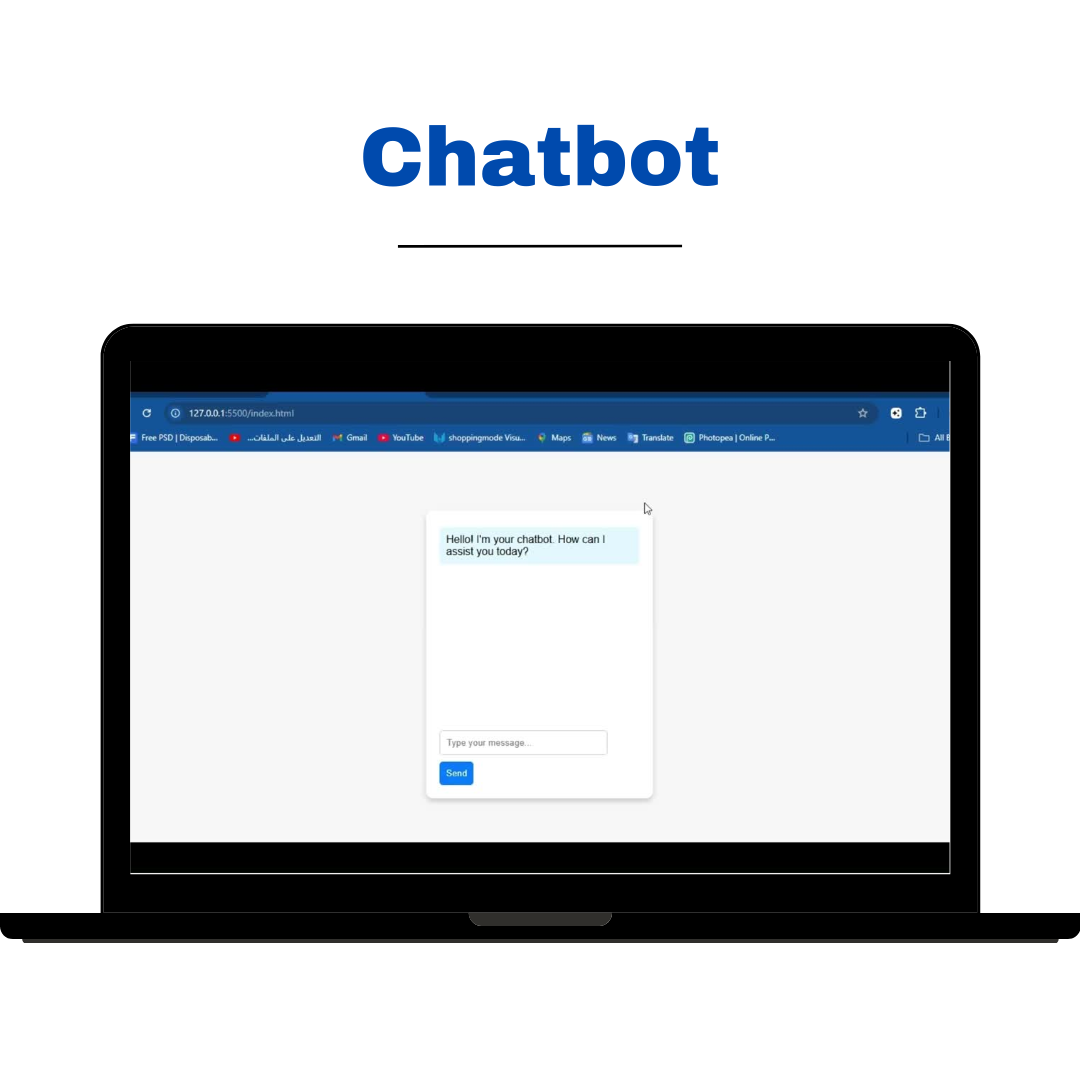 Chatbot
127.0.0.1:5500/index.html
Free PSD | Disposab...
التعديل على الملفات...
Gmail
YouTube
shoppingmode Visu...
Maps
News
Translate
Photopea | Online P...
All B
Hello! I'm your chatbot. How can I
assist you today?
Type your message...
Send